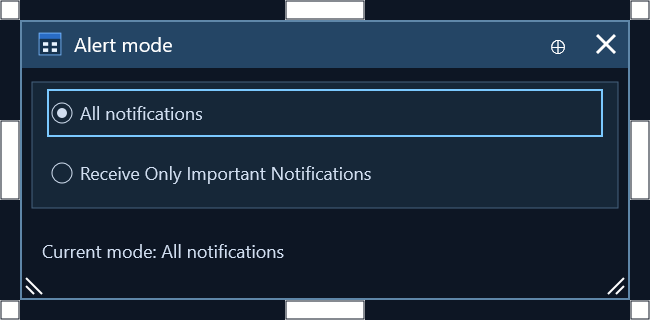 Alert mode
All notifications
Receive Only Important Notifications
Current mode: All notifications